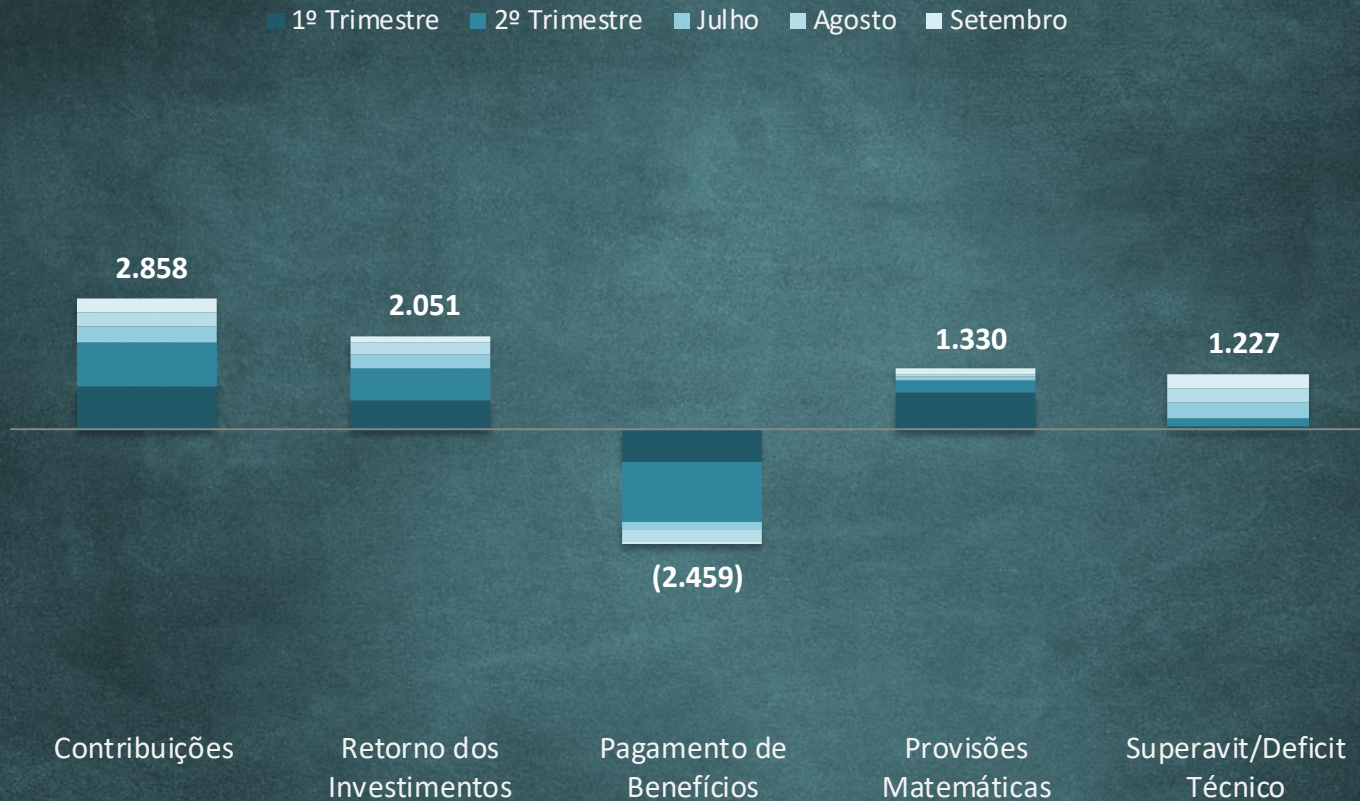 1º Trimestre 2º Trimestre Julho Agosto Setembro
2.858
2.051
1.330
1.227
(2.459)
Contribuições
Retorno dos
Investimentos
Pagamento de
Benefícios
Provisões
Matemáticas
Superavit/Deficit
Técnico